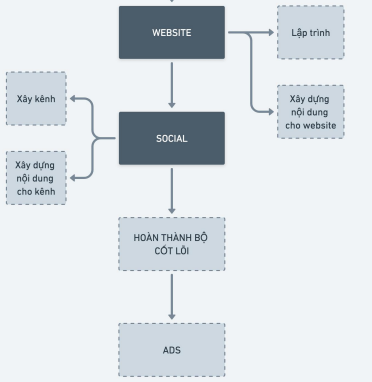 WEBSITE
Lập trình
Xây dựng
nội dung
cho website
Xây kênh
SOCIAL
Xây dựng
nội dung
cho kênh
HOÀN THÀNH BỘ
CỐT LÕI
ADS